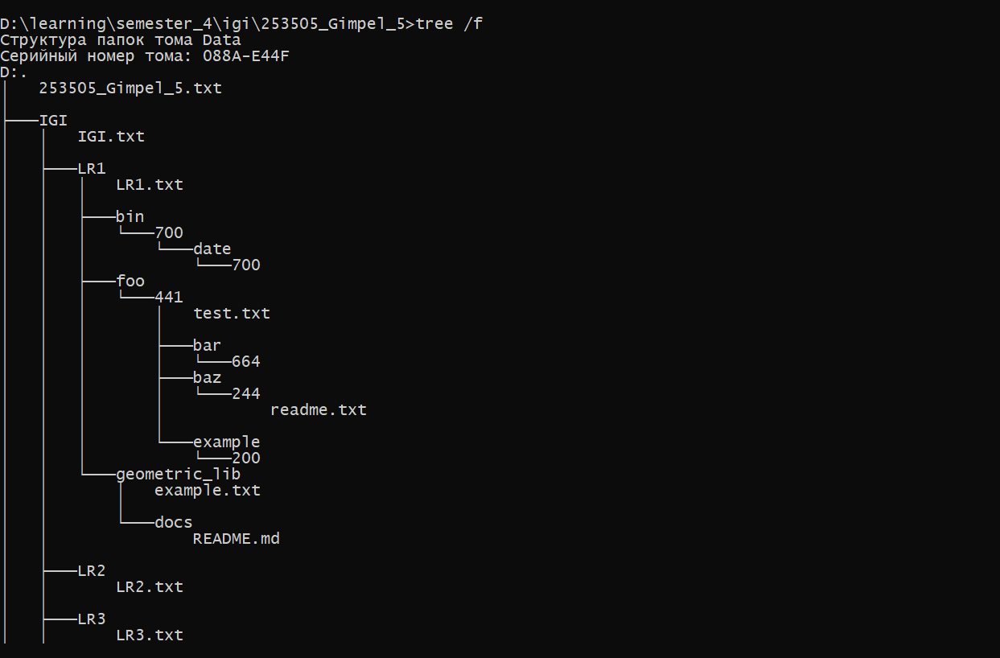 D:\learning\semester_4\igi\253505_Gimpel_5>tree /f
Структура папок тома Data
Серийный номер тома: 088A-E44F
D:.
│   253505_Gimpel_5.txt
│
├───IGI
│   │   IGI.txt
│   │
│   ├───LR1
│   │   │   LR1.txt
│   │   │
│   │   ├───bin
│   │   │   └───700
│   │   │       └───date
│   │   │           └───700
│   │   ├───foo
│   │   │   └───441
│   │   │       │   test.txt
│   │   │       │
│   │   │       ├───bar
│   │   │       │   └───664
│   │   │       ├───baz
│   │   │       │   └───244
│   │   │       │           readme.txt
│   │   │       │
│   │   │       └───example
│   │   │           └───200
│   │   └───geometric_lib
│   │       │   example.txt
│   │       │
│   │       └───docs
│   │               README.md
│   │
│   ├───LR2
│   │       LR2.txt
│   │
│   ├───LR3
│   │       LR3.txt